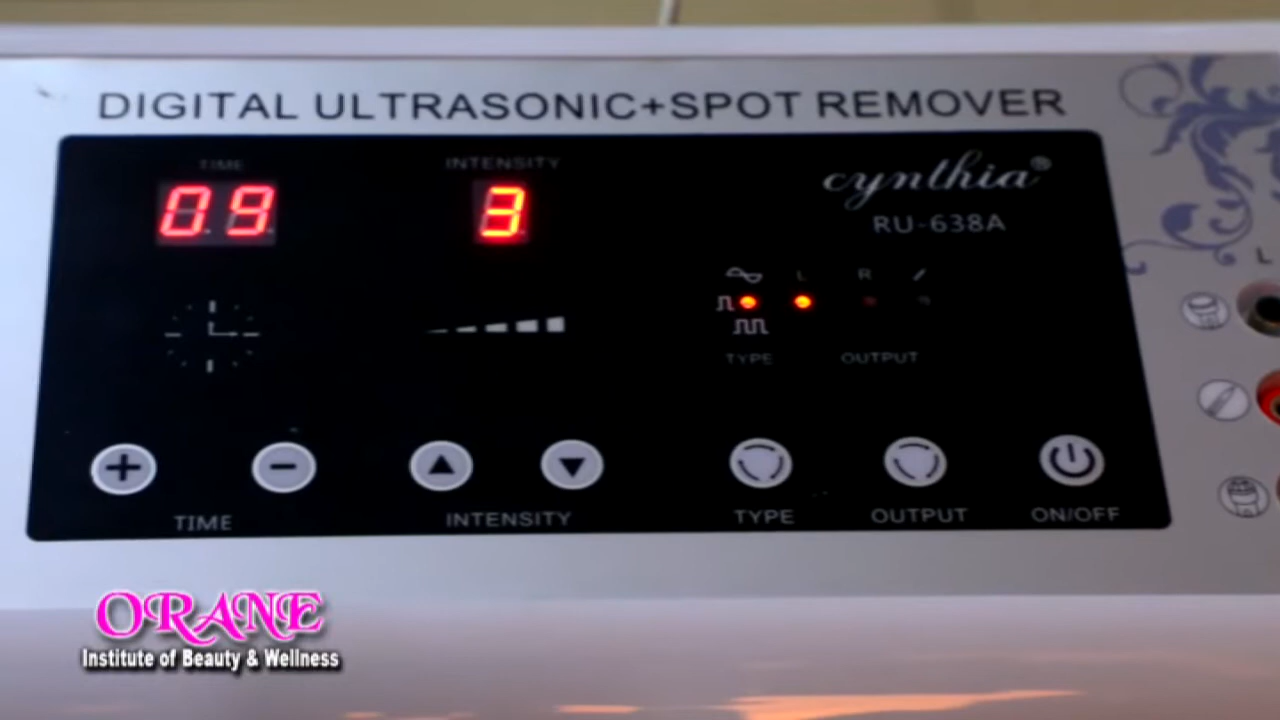 DIGITAL ULTRASONIC+SPOT REMOVER
TIME
INTENSITY
cynthia®
09
3
RU-638A
L
R
L
TYPE
OUTPUT
TIME
INTENSITY
TYPE
OUTPUT
ON/OFF
ORANE
Institute of Beauty & Wellness